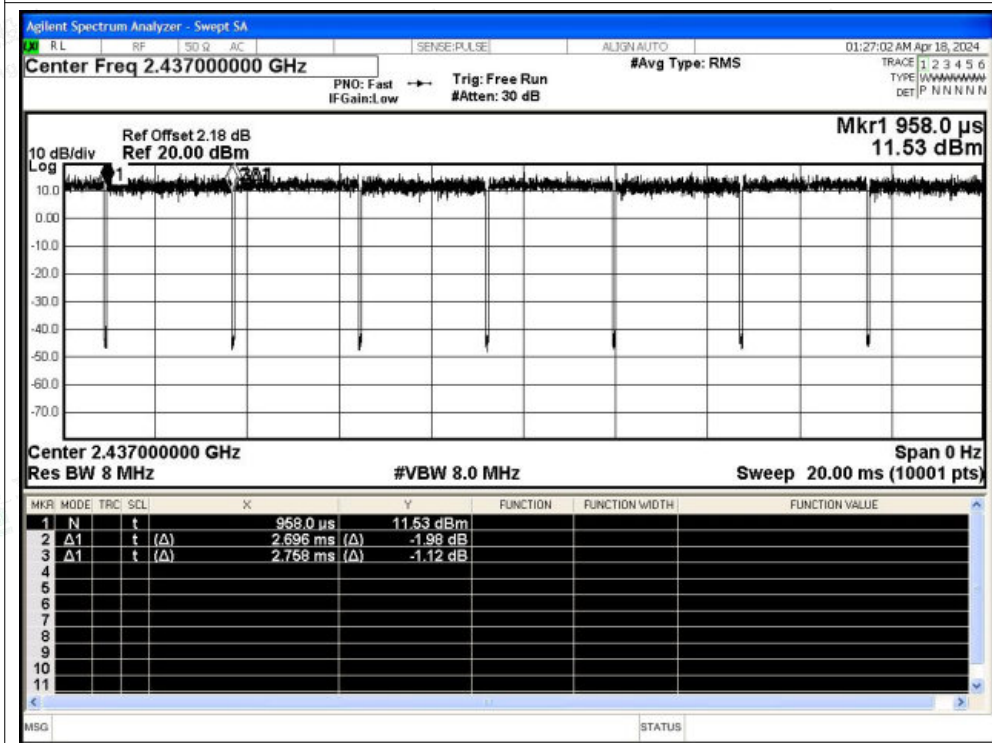 Agilent Spectrum Analyzer - Swept SA
RL RF 50 Ω AC SENSE:PULSE ALIGN AUTO 01:27:02 AM Apr 18, 2024
Center Freq 2.437000000 GHz #Avg Type: RMS TRACE 1 2 3 4 5 6
PNO: Fast Trig: Free Run TYPE WWWWWW
IFGain:Low #Atten: 30 dB DET P N N N N N
Mkr1 958.0 µs
Ref Offset 2.18 dB
10 dB/div Ref 20.00 dBm 11.53 dBm
Log
1
10.0
0.00
-10.0
-20.0
-30.0
-40.0
-50.0
-60.0
-70.0
Center 2.437000000 GHz Span 0 Hz
Res BW 8 MHz #VBW 8.0 MHz Sweep 20.00 ms (10001 pts)
MKR MODE TRC SCL X Y FUNCTION FUNCTION WIDTH FUNCTION VALUE
1 N t 958.0 µs 11.53 dBm
2 Δ1 t (Δ) 2.696 ms (Δ) -1.98 dB
3 Δ1 t (Δ) 2.758 ms (Δ) -1.12 dB
4
5
6
7
8
9
10
11
MSG STATUS